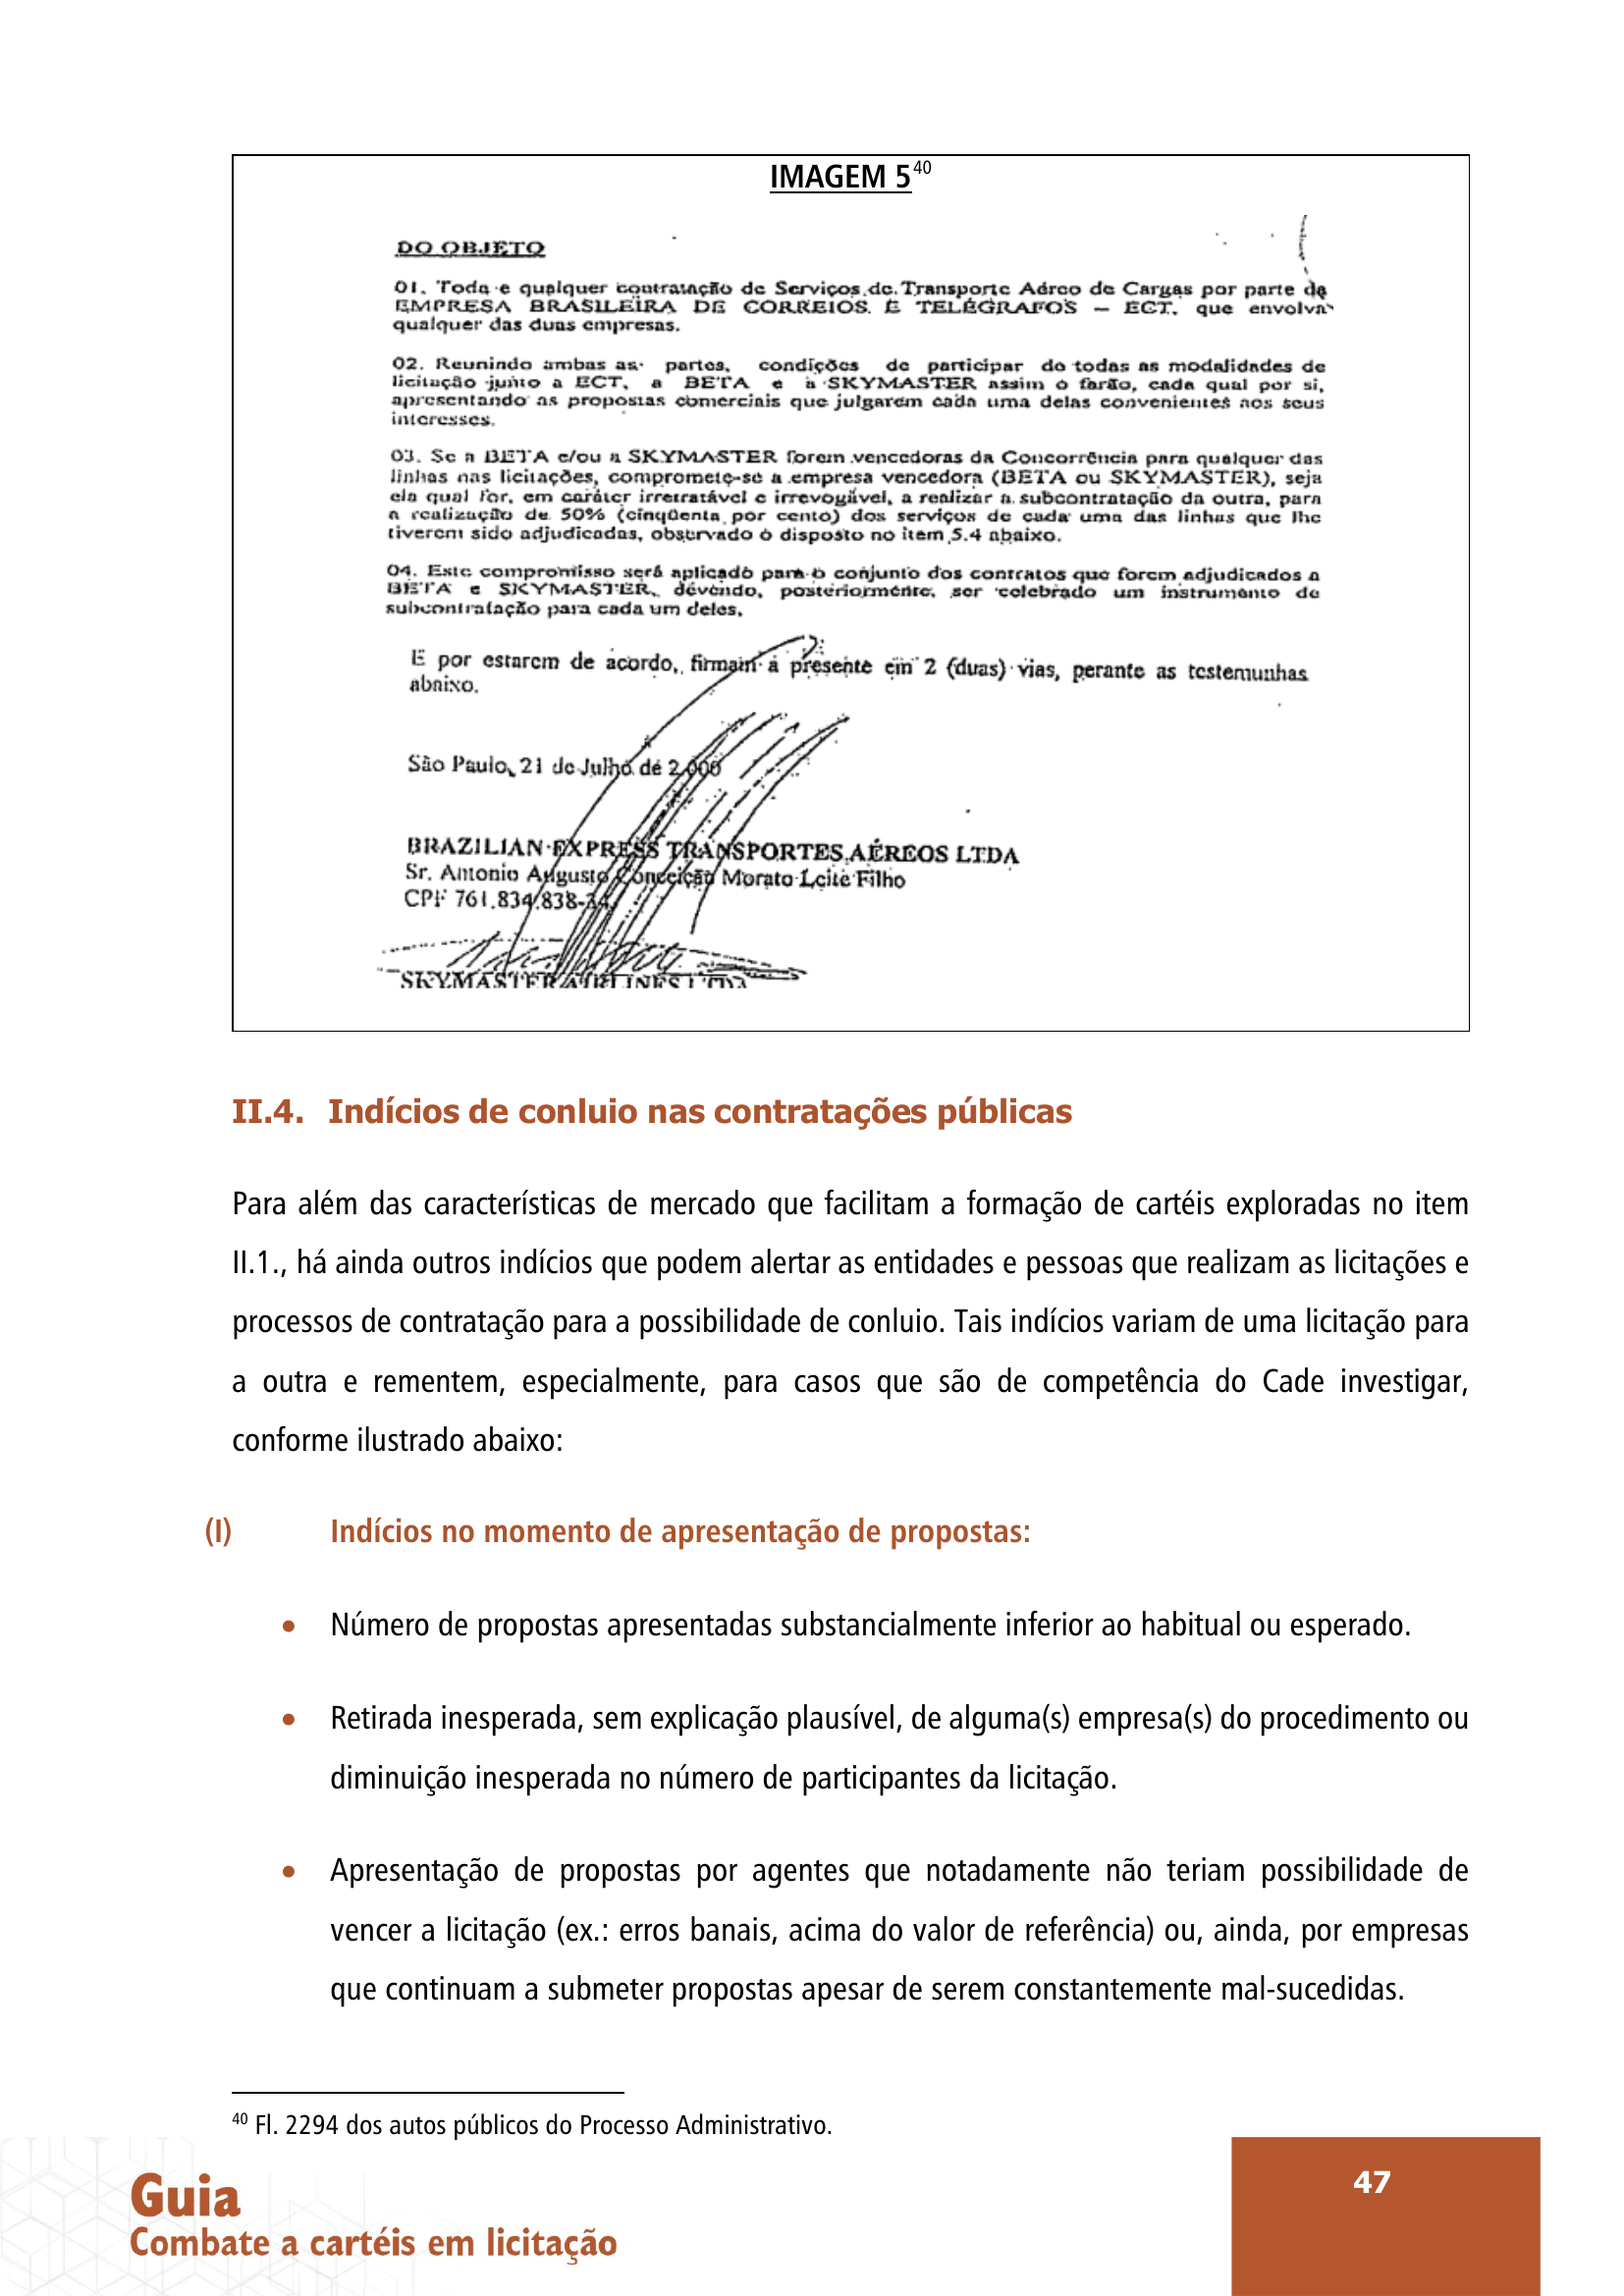 IMAGEM 5⁴⁰
DO OBJETO
01. Toda e qualquer contratação de Serviços de Transporte Aéreo de Cargas por parte da
EMPRESA BRASILEIRA DE CORREIOS E TELÉGRAFOS – ECT, que envolva
qualquer das duas empresas.
02. Reunindo ambas as partes, condições de participar de todas as modalidades de
licitação junto a ECT, a BETA e a SKYMASTER assim o farão, cada qual por si,
apresentando as propostas comerciais que julgarem cada uma delas convenientes aos seus
interesses.
03. Se a BETA e/ou a SKYMASTER forem vencedoras da Concorrência para qualquer das
linhas nas licitações, compromete-se a empresa vencedora (BETA ou SKYMASTER), seja
ela qual for, em caráter irretratável e irrevogável, a realizar a subcontratação da outra, para
a realização de 50% (cinqüenta por cento) dos serviços de cada uma das linhas que lhe
tiverem sido adjudicadas, observado o disposto no item 5.4 abaixo.
04. Este compromisso será aplicado para o conjunto dos contratos que forem adjudicados a
BETA e SKYMASTER, devendo, posteriormente, ser celebrado um instrumento de
subcontratação para cada um deles.
E por estarem de acordo, firmam a presente em 2 (duas) vias, perante as testemunhas
abaixo.
São Paulo, 21 de Julho de 2.000
BRAZILIAN EXPRESS TRANSPORTES AÉREOS LTDA
Sr. Antonio Augusto Conceição Morato Leite Filho
CPF 761.834.838-34
SKYMASTER AIRLINES LTDA
II.4. Indícios de conluio nas contratações públicas
Para além das características de mercado que facilitam a formação de cartéis exploradas no item
II.1., há ainda outros indícios que podem alertar as entidades e pessoas que realizam as licitações e
processos de contratação para a possibilidade de conluio. Tais indícios variam de uma licitação para
a outra e rementem, especialmente, para casos que são de competência do Cade investigar,
conforme ilustrado abaixo:
(I) Indícios no momento de apresentação de propostas:
• Número de propostas apresentadas substancialmente inferior ao habitual ou esperado.
• Retirada inesperada, sem explicação plausível, de alguma(s) empresa(s) do procedimento ou
diminuição inesperada no número de participantes da licitação.
• Apresentação de propostas por agentes que notadamente não teriam possibilidade de
vencer a licitação (ex.: erros banais, acima do valor de referência) ou, ainda, por empresas
que continuam a submeter propostas apesar de serem constantemente mal-sucedidas.
⁴⁰ Fl. 2294 dos autos públicos do Processo Administrativo.
47
Guia
Combate a cartéis em licitação